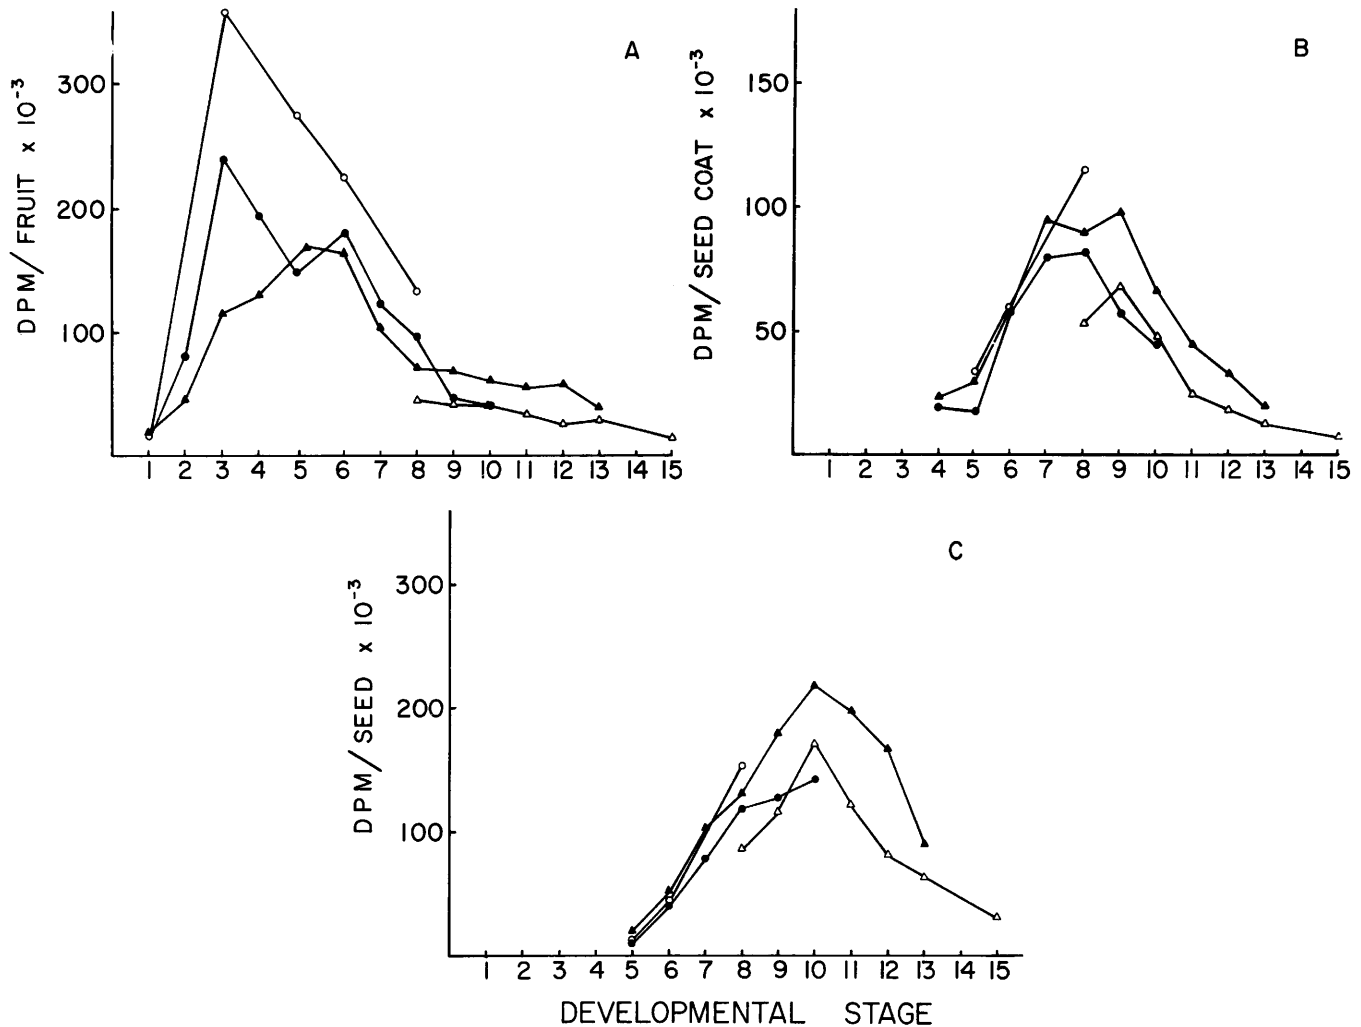 A
DPM/FRUIT x 10⁻³
300
200
100
1 2 3 4 5 6 7 8 9 10 11 12 13 14 15
B
DPM/SEED COAT x 10⁻³
150
100
50
1 2 3 4 5 6 7 8 9 10 11 12 13 14 15
C
DPM/SEED x 10⁻³
300
200
100
1 2 3 4 5 6 7 8 9 10 11 12 13 14 15
DEVELOPMENTAL STAGE